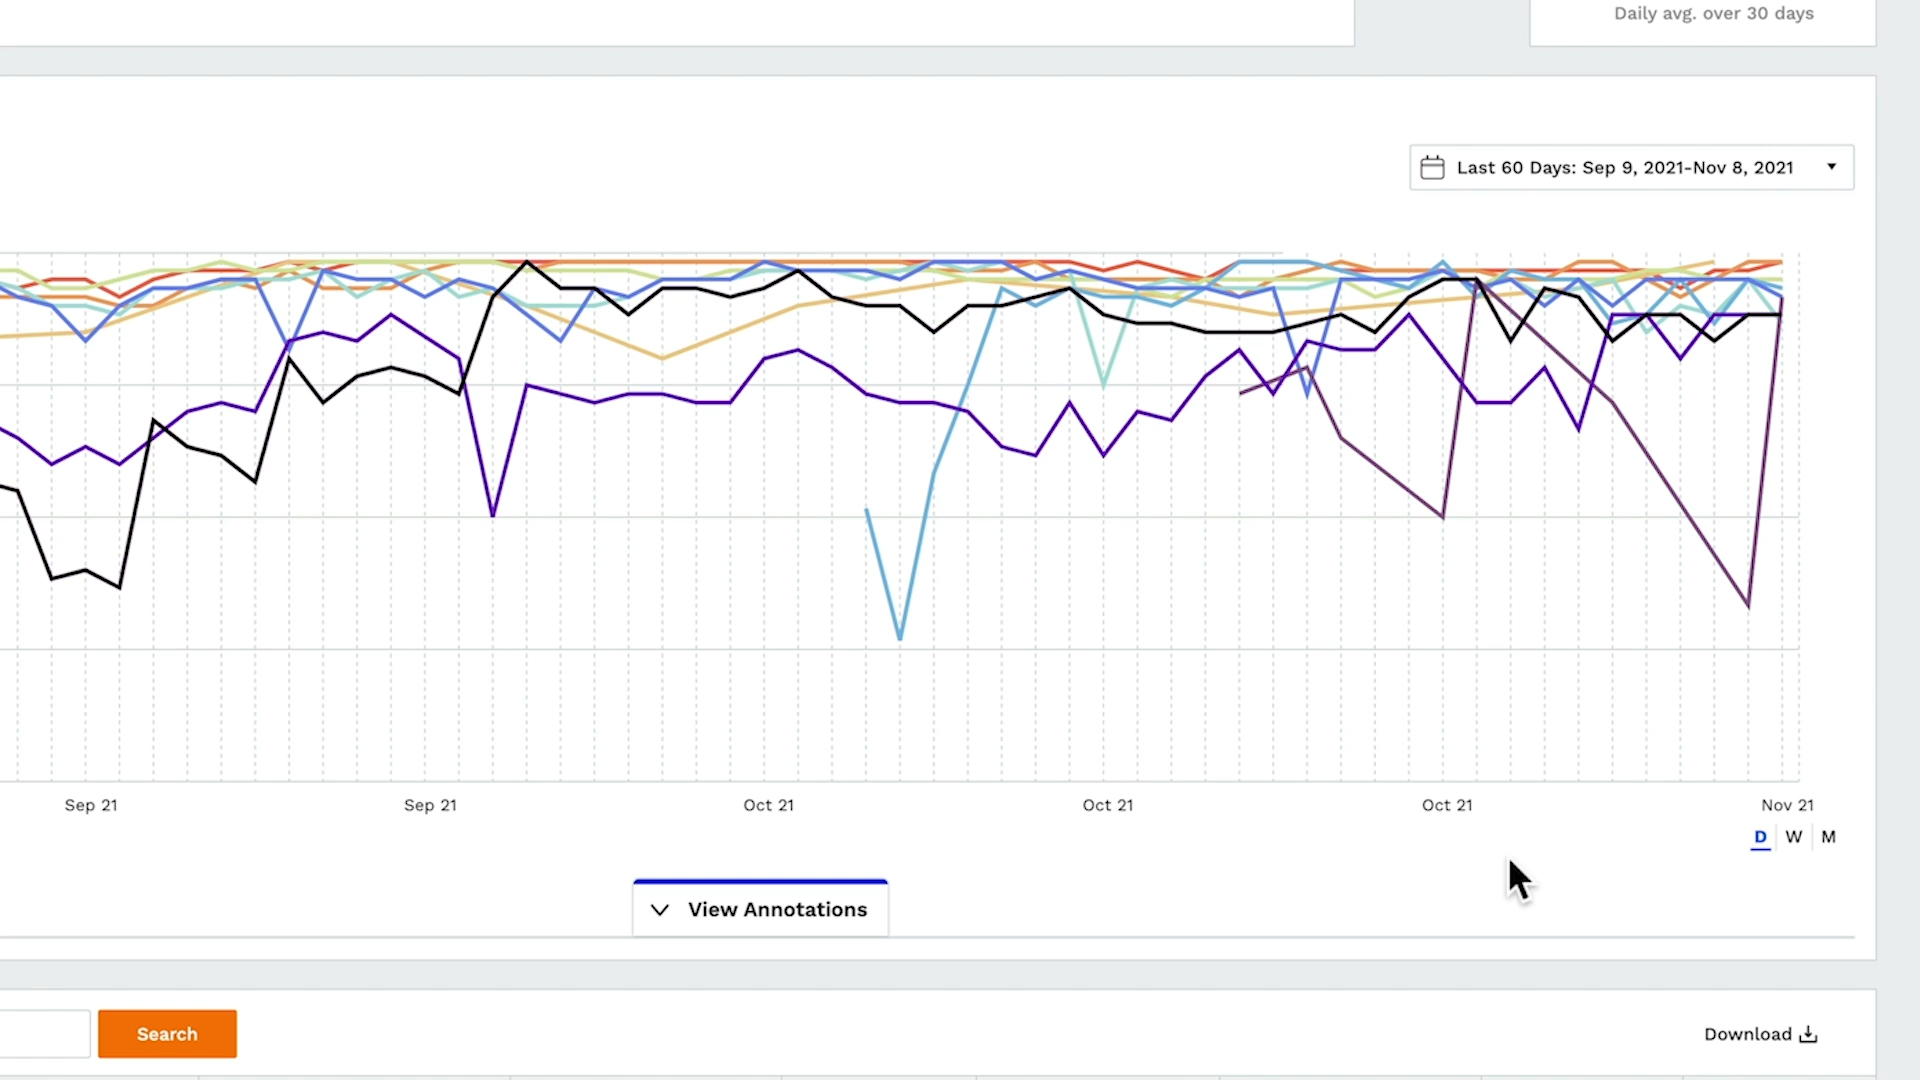 Daily avg. over 30 days
Last 60 Days: Sep 9, 2021-Nov 8, 2021
Sep 21 Sep 21 Oct 21 Oct 21 Oct 21 Nov 21
D W M
View Annotations
Search
Download